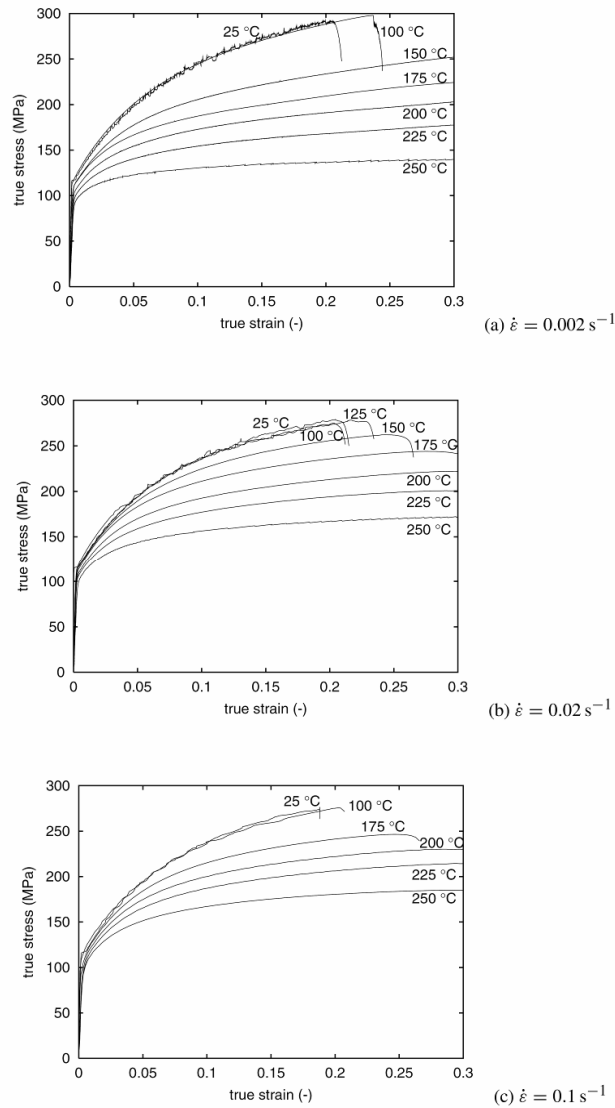 300
250
200
150
100
50
0
true stress (MPa)
25 °C
100 °C
150 °C
175 °C
200 °C
225 °C
250 °C
0 0.05 0.1 0.15 0.2 0.25 0.3
true strain (-)
(a) ε̇ = 0.002 s⁻¹
300
250
200
150
100
50
0
true stress (MPa)
25 °C
125 °C
100 °C
150 °C
175 °C
200 °C
225 °C
250 °C
0 0.05 0.1 0.15 0.2 0.25 0.3
true strain (-)
(b) ε̇ = 0.02 s⁻¹
300
250
200
150
100
50
0
true stress (MPa)
25 °C
100 °C
175 °C
200 °C
225 °C
250 °C
0 0.05 0.1 0.15 0.2 0.25 0.3
true strain (-)
(c) ε̇ = 0.1 s⁻¹